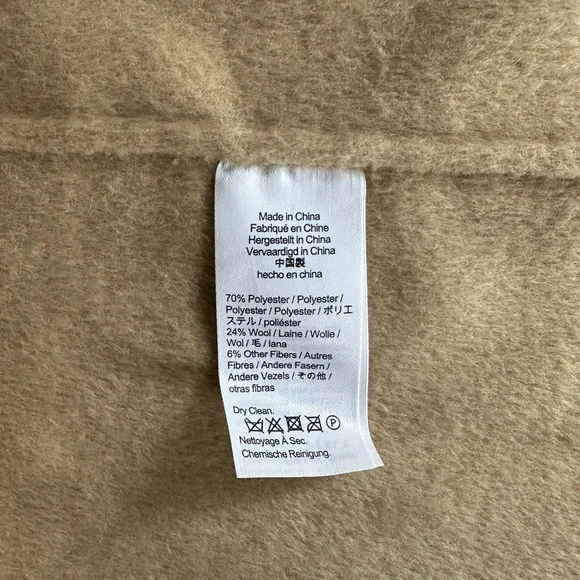 Made in China
Fabriqué en Chine
Hergestellt in China
Vervaardigd in China
中国製
hecho en china
70% Polyester / Polyester /
Polyester / Polyester / ポリエ
ステル / poliéster
24% Wool / Laine / Wolle /
Wol / 毛 / lana
6% Other Fibers / Autres
Fibres / Andere Fasern /
Andere Vezels / その他 /
otras fibras
Dry Clean.
P
Nettoyage À Sec.
Chemische Reinigung.